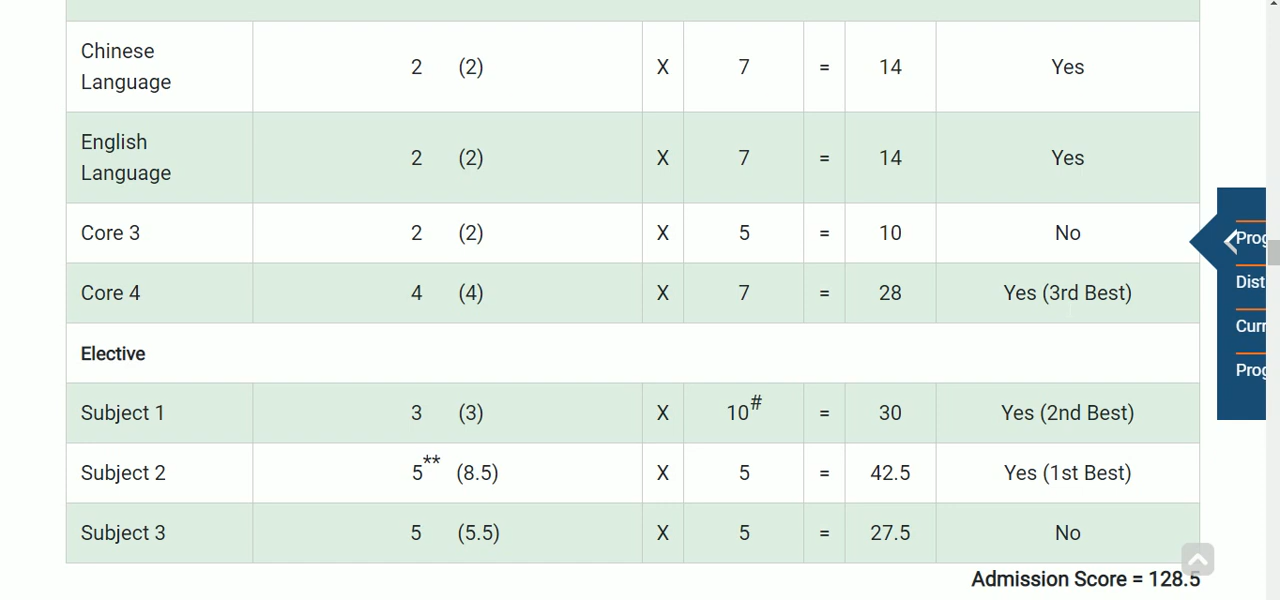 Chinese
Language 2 (2) X 7 = 14 Yes
English
Language 2 (2) X 7 = 14 Yes
Core 3 2 (2) X 5 = 10 No
Core 4 4 (4) X 7 = 28 Yes (3rd Best)
Elective
Subject 1 3 (3) X 10# = 30 Yes (2nd Best)
Subject 2 5** (8.5) X 5 = 42.5 Yes (1st Best)
Subject 3 5 (5.5) X 5 = 27.5 No
Admission Score = 128.5
Prog
Dist
Curr
Prog